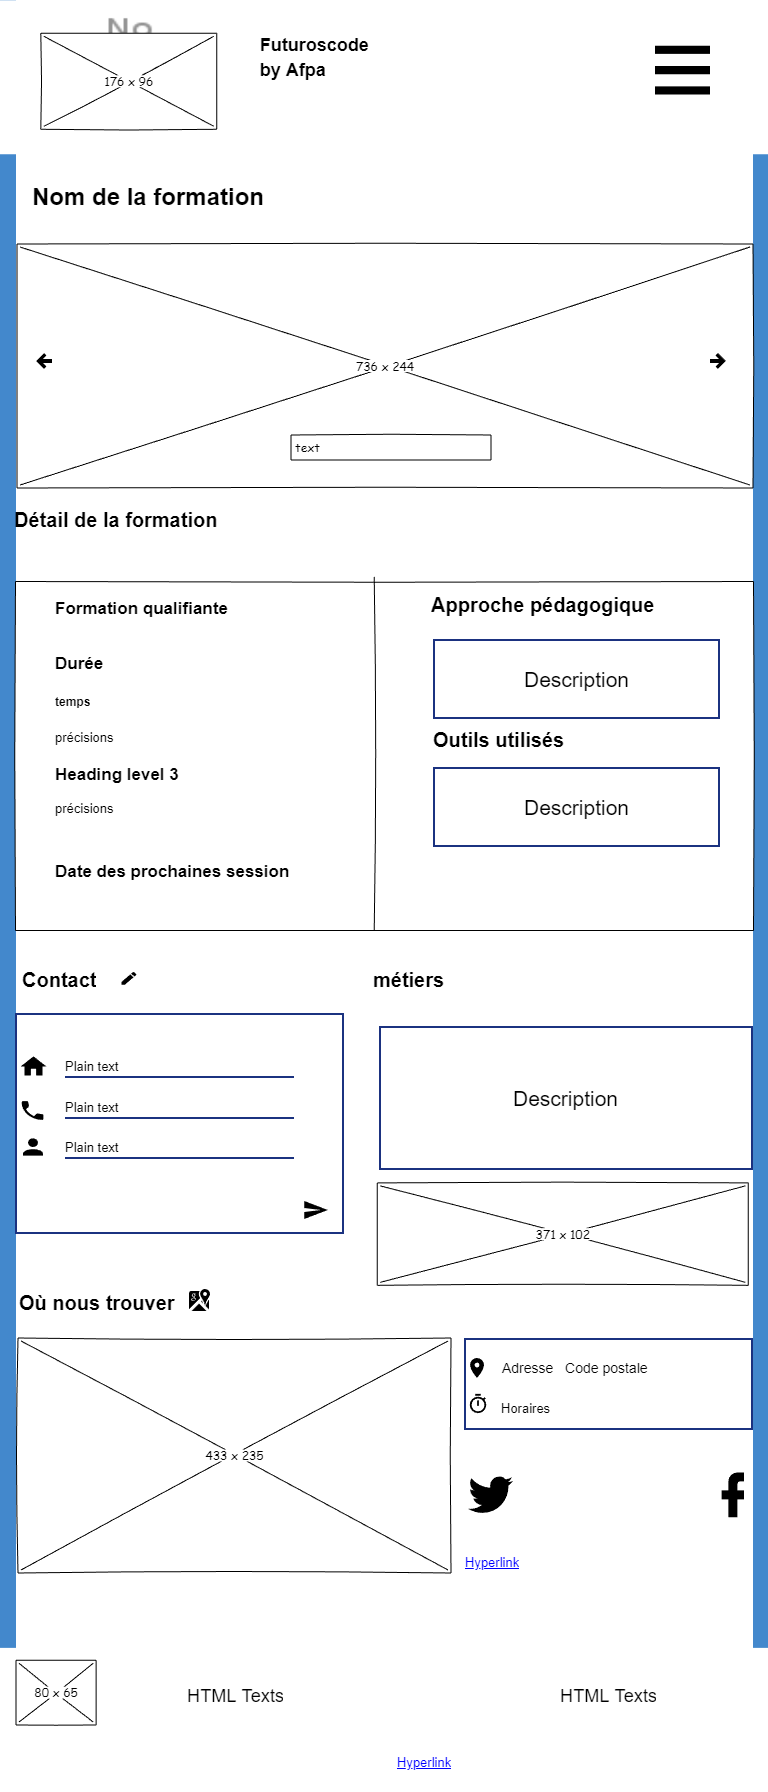 No
176 x 96
Futuroscode
by Afpa
Nom de la formation
736 x 244
text
Détail de la formation
Formation qualifiante
Durée
temps
précisions
Heading level 3
précisions
Date des prochaines session
Approche pédagogique
Description
Outils utilisés
Description
Contact
Plain text
Plain text
Plain text
métiers
Description
371 x 102
Où nous trouver
433 x 235
Adresse Code postale
Horaires
Hyperlink
80 x 65
HTML Texts
HTML Texts
Hyperlink